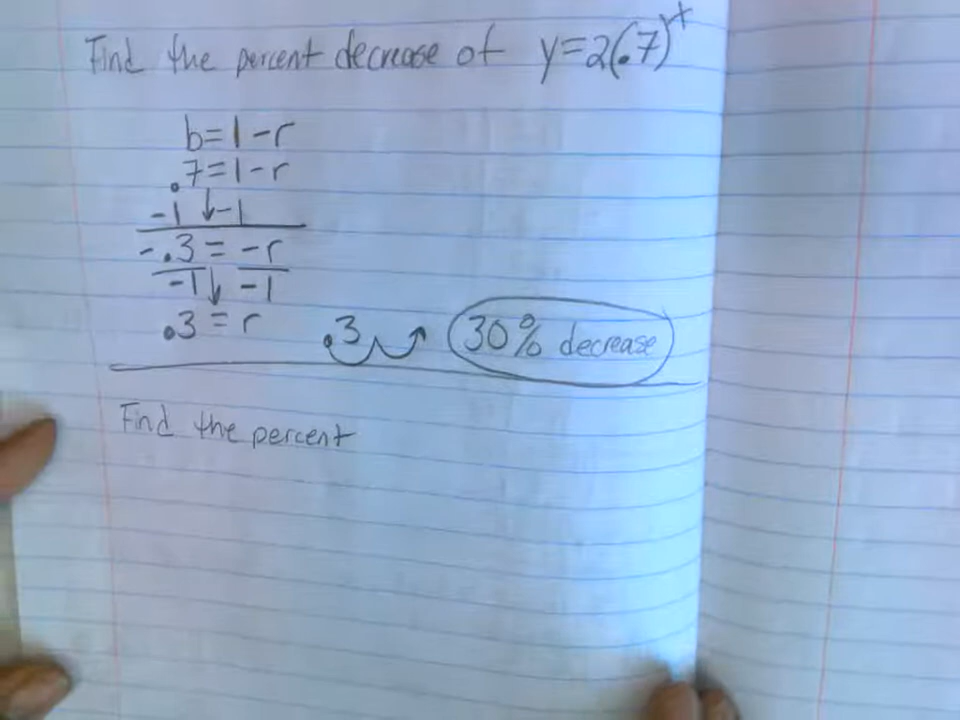 Find the percent decrease of y=2(.7)^t
b=1-r
.7=1-r
-1 ↓-1
-.3 = -r
-1 ↓ -1
.3 = r .3 30% decrease
Find the percent